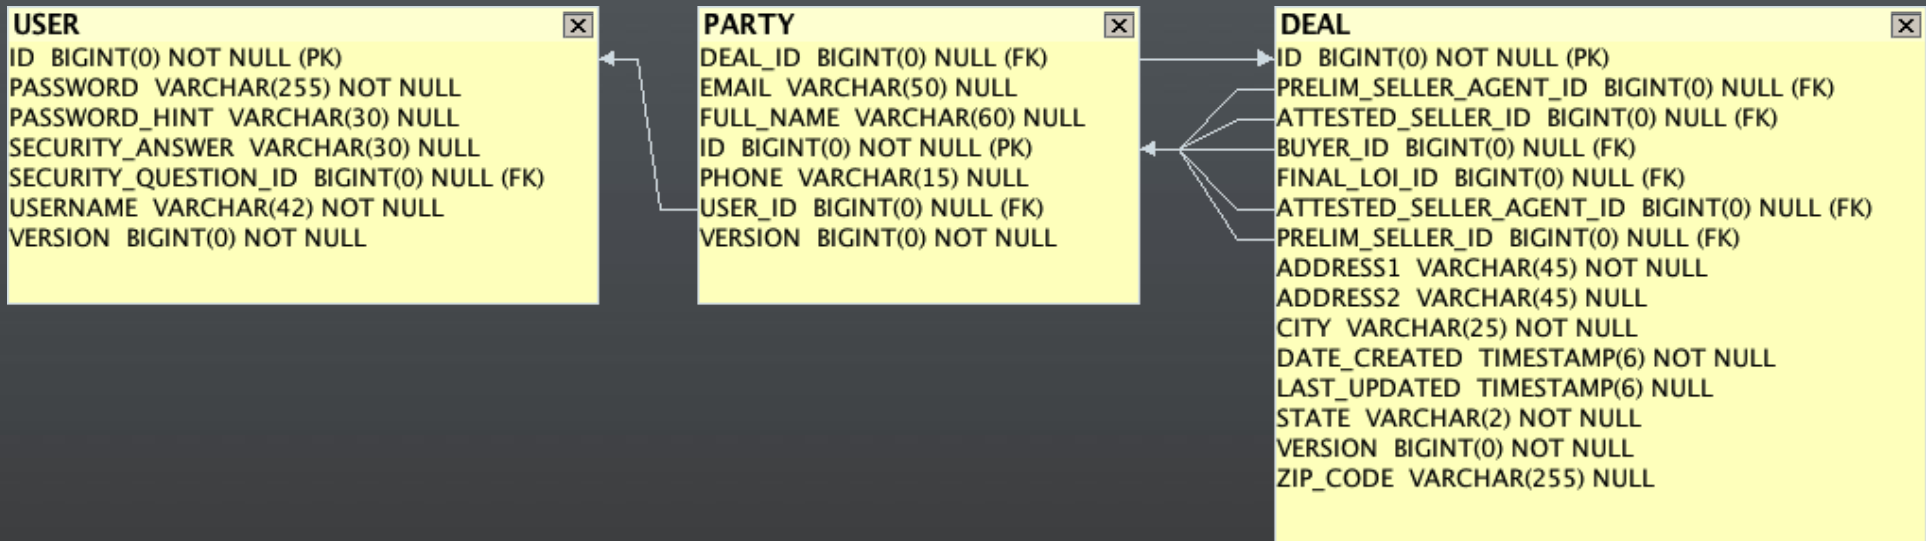 USER
ID BIGINT(0) NOT NULL (PK)
PASSWORD VARCHAR(255) NOT NULL
PASSWORD_HINT VARCHAR(30) NULL
SECURITY_ANSWER VARCHAR(30) NULL
SECURITY_QUESTION_ID BIGINT(0) NULL (FK)
USERNAME VARCHAR(42) NOT NULL
VERSION BIGINT(0) NOT NULL
PARTY
DEAL_ID BIGINT(0) NULL (FK)
EMAIL VARCHAR(50) NULL
FULL_NAME VARCHAR(60) NULL
ID BIGINT(0) NOT NULL (PK)
PHONE VARCHAR(15) NULL
USER_ID BIGINT(0) NULL (FK)
VERSION BIGINT(0) NOT NULL
DEAL
ID BIGINT(0) NOT NULL (PK)
PRELIM_SELLER_AGENT_ID BIGINT(0) NULL (FK)
ATTESTED_SELLER_ID BIGINT(0) NULL (FK)
BUYER_ID BIGINT(0) NULL (FK)
FINAL_LOI_ID BIGINT(0) NULL (FK)
ATTESTED_SELLER_AGENT_ID BIGINT(0) NULL (FK)
PRELIM_SELLER_ID BIGINT(0) NULL (FK)
ADDRESS1 VARCHAR(45) NOT NULL
ADDRESS2 VARCHAR(45) NULL
CITY VARCHAR(25) NOT NULL
DATE_CREATED TIMESTAMP(6) NOT NULL
LAST_UPDATED TIMESTAMP(6) NULL
STATE VARCHAR(2) NOT NULL
VERSION BIGINT(0) NOT NULL
ZIP_CODE VARCHAR(255) NULL